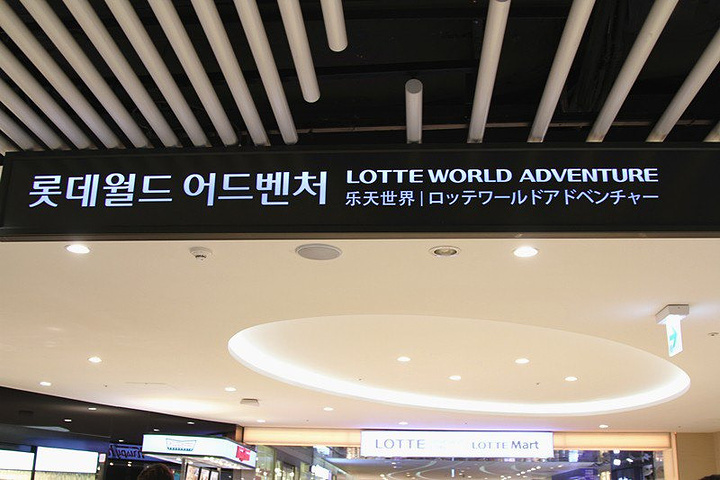 롯데월드 어드벤처
LOTTE WORLD ADVENTURE
乐天世界 | ロッテワールドアドベンチャー
LOTTE
LOTTE Mart